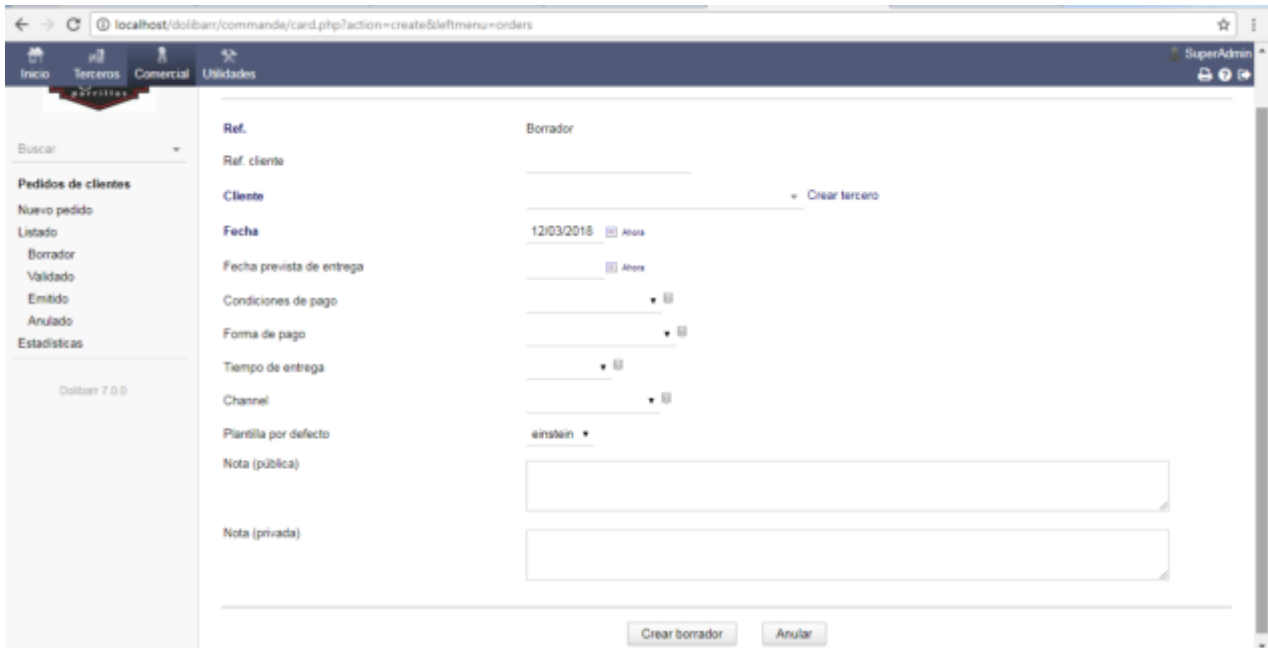 localhost/dolibarr/commande/card.php?action=create&leftmenu=orders
Inicio Terceros Comercial Utilidades SuperAdmin
parrillas
Buscar
Pedidos de clientes
Nuevo pedido
Listado
Borrador
Validado
Emitido
Anulado
Estadísticas
Dolibarr 7.0.0
Ref. Borrador
Ref. cliente
Cliente Crear tercero
Fecha 12/03/2018 Ahora
Fecha prevista de entrega Ahora
Condiciones de pago
Forma de pago
Tiempo de entrega
Channel
Plantilla por defecto einstein
Nota (pública)
Nota (privada)
Crear borrador Anular